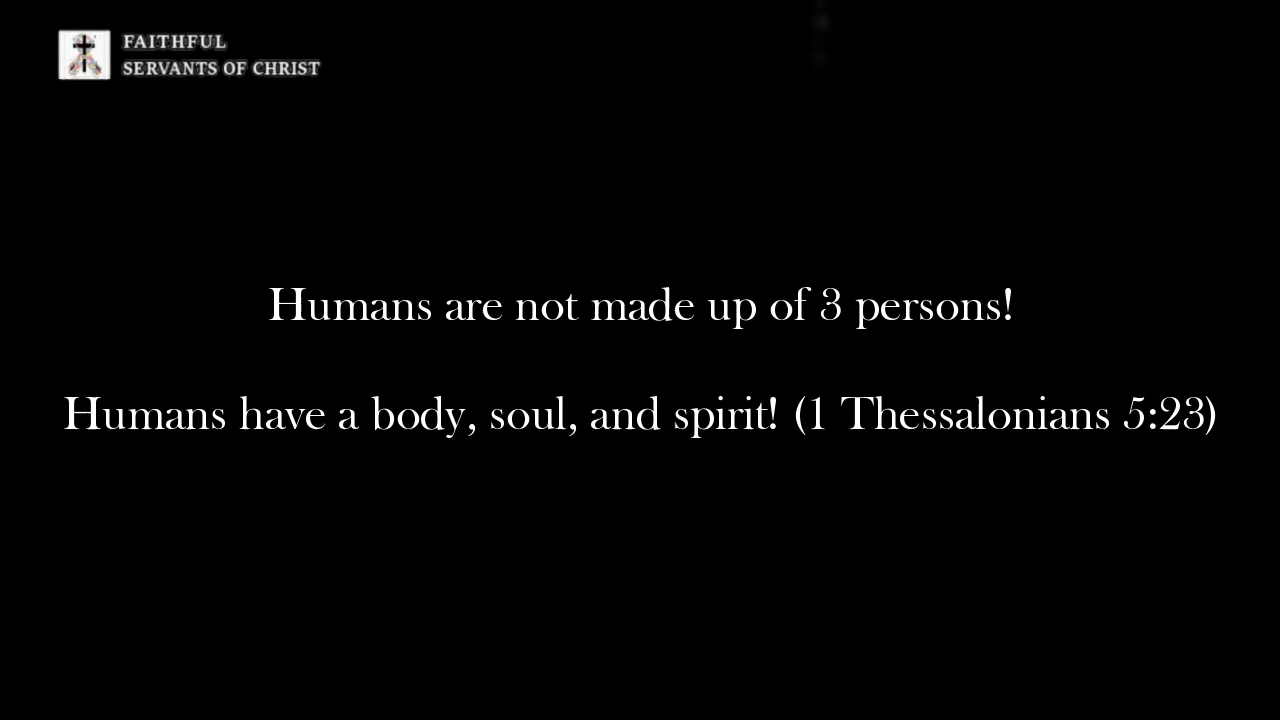 FAITHFUL
SERVANTS OF CHRIST
Humans are not made up of 3 persons!
Humans have a body, soul, and spirit! (1 Thessalonians 5:23)